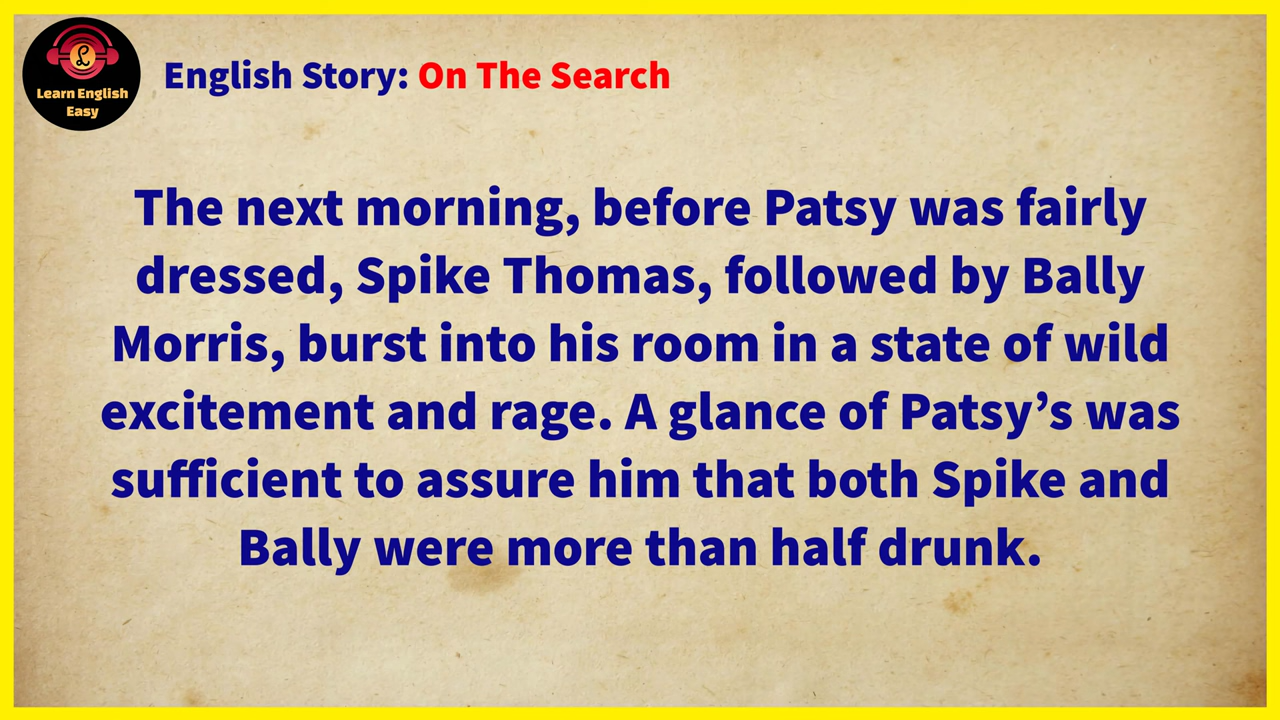 Learn English
Easy
English Story: On The Search
The next morning, before Patsy was fairly
dressed, Spike Thomas, followed by Bally
Morris, burst into his room in a state of wild
excitement and rage. A glance of Patsy’s was
sufficient to assure him that both Spike and
Bally were more than half drunk.